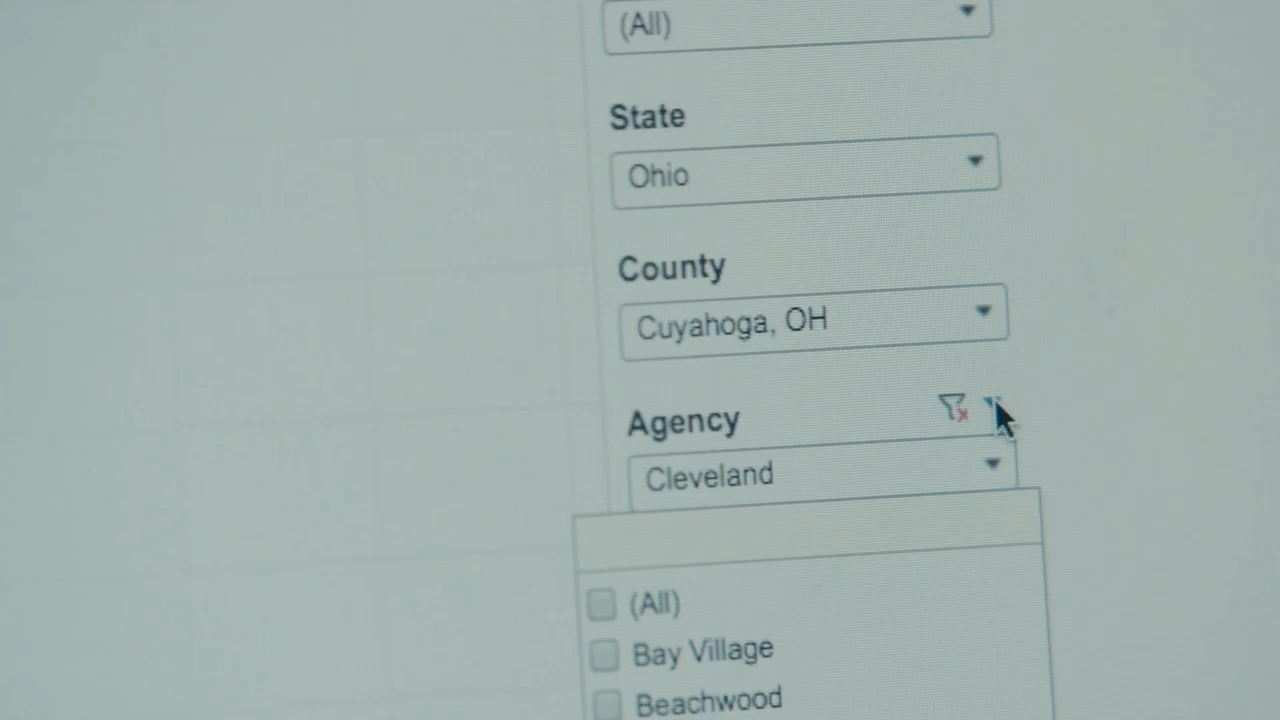 (All)
State
Ohio
County
Cuyahoga, OH
Agency
Cleveland
(All)
Bay Village
Beachwood